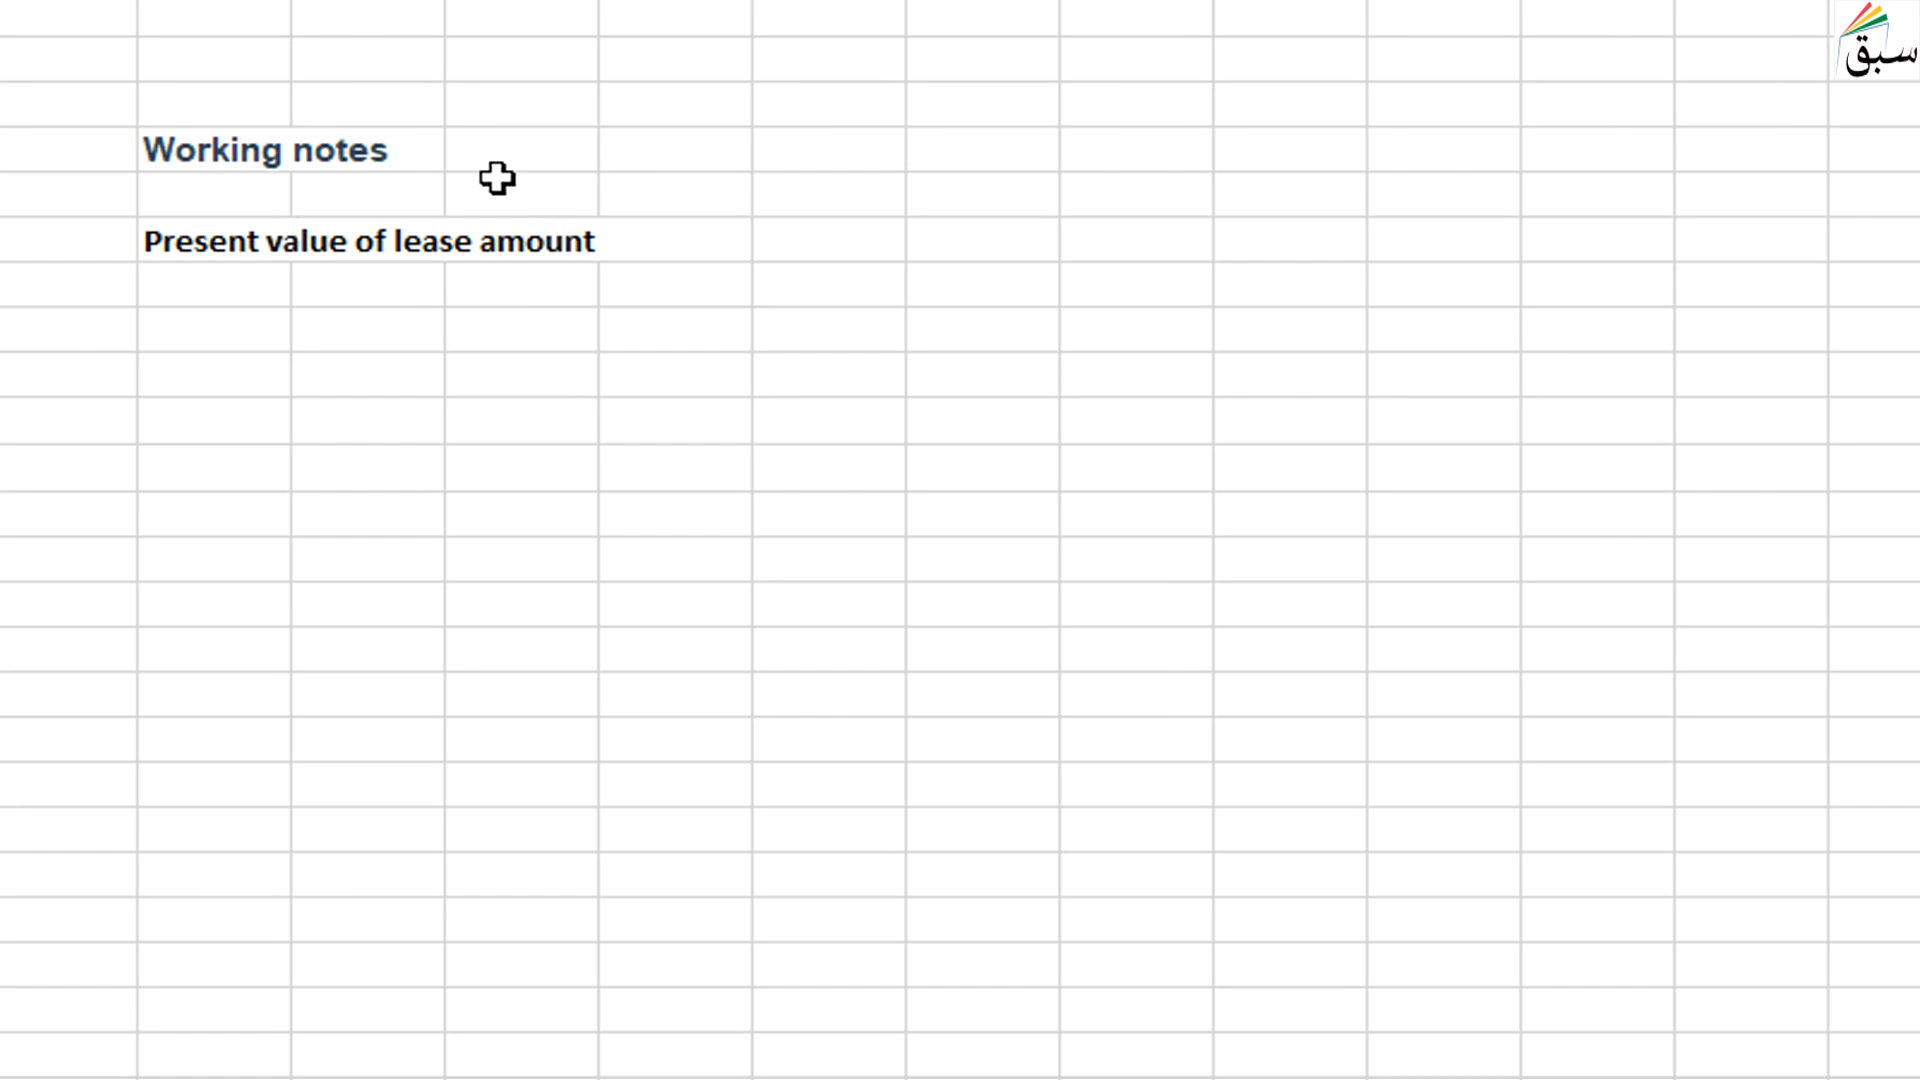 سبق
Working notes
Present value of lease amount